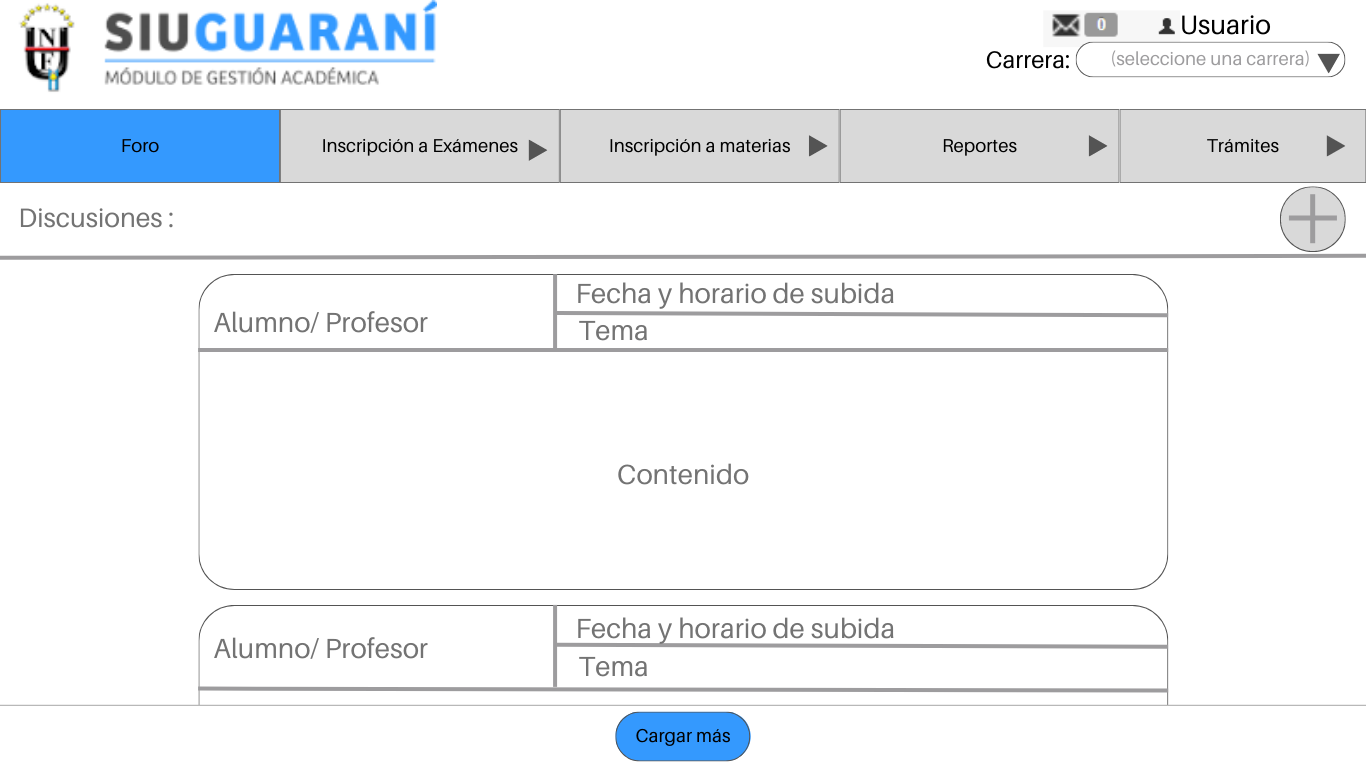 UNF
SIUGUARANÍ
MÓDULO DE GESTIÓN ACADÉMICA
0
Usuario
Carrera: (seleccione una carrera)
Foro
Inscripción a Exámenes
Inscripción a materias
Reportes
Trámites
Discusiones :
Alumno/ Profesor
Fecha y horario de subida
Tema
Contenido
Alumno/ Profesor
Fecha y horario de subida
Tema
Cargar más